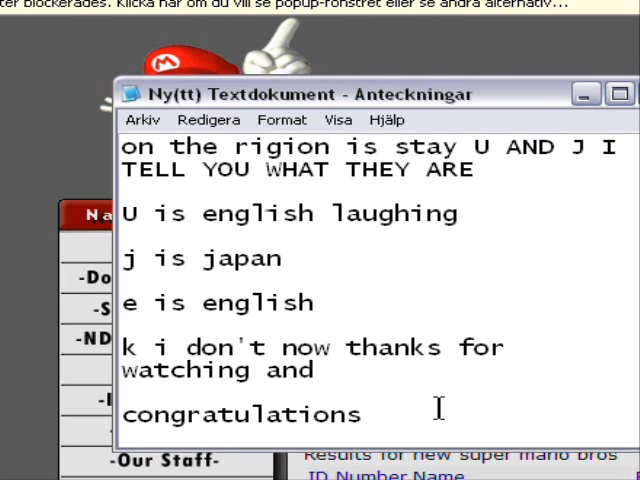 ter blockerades. Klicka här om du vill se popup-fönstret eller se andra alternativ...
Ny(tt) Textdokument - Anteckningar
Arkiv Redigera Format Visa Hjälp
on the rigion is stay U AND J I
TELL YOU WHAT THEY ARE
U is english laughing
j is japan
e is english
k i don't now thanks for
watching and
congratulations
Na
-Do
-S
-ND
-Our Staff-
Results for new super mario bros
ID Number Name